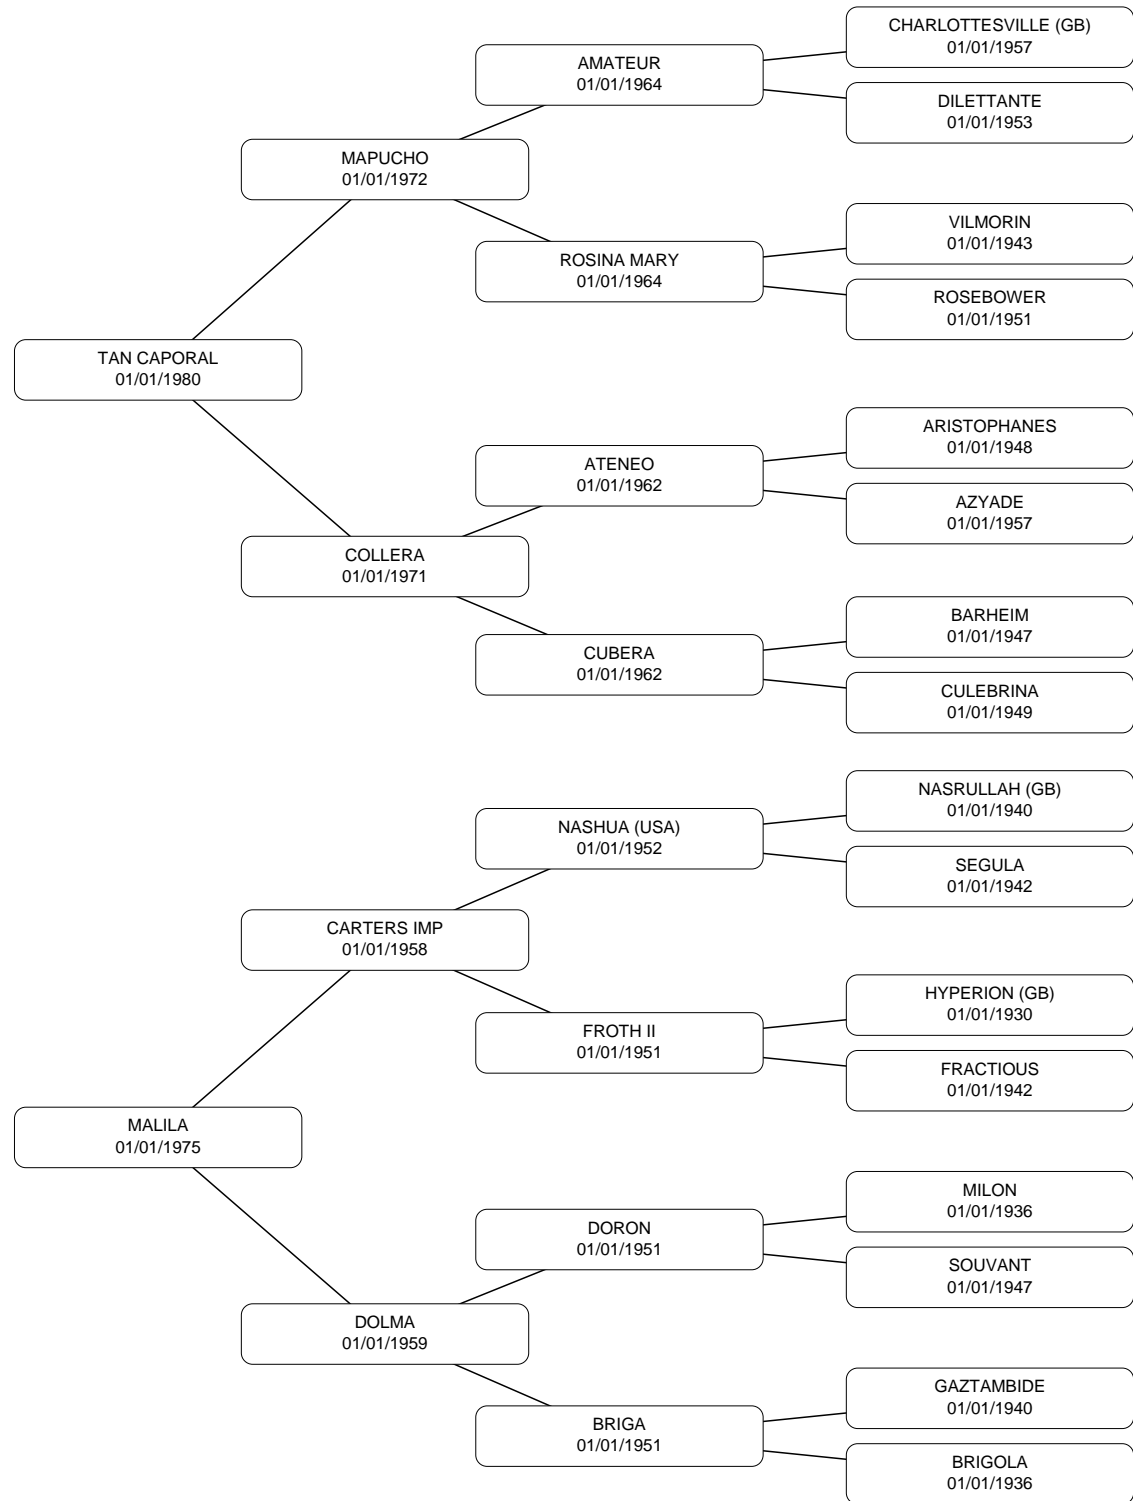 CHARLOTTESVILLE (GB)
01/01/1957
AMATEUR
01/01/1964
DILETTANTE
01/01/1953
MAPUCHO
01/01/1972
VILMORIN
01/01/1943
ROSINA MARY
01/01/1964
ROSEBOWER
01/01/1951
TAN CAPORAL
01/01/1980
ARISTOPHANES
01/01/1948
ATENEO
01/01/1962
AZYADE
01/01/1957
COLLERA
01/01/1971
BARHEIM
01/01/1947
CUBERA
01/01/1962
CULEBRINA
01/01/1949
NASRULLAH (GB)
01/01/1940
NASHUA (USA)
01/01/1952
SEGULA
01/01/1942
CARTERS IMP
01/01/1958
HYPERION (GB)
01/01/1930
FROTH II
01/01/1951
FRACTIOUS
01/01/1942
MALILA
01/01/1975
MILON
01/01/1936
DORON
01/01/1951
SOUVANT
01/01/1947
DOLMA
01/01/1959
GAZTAMBIDE
01/01/1940
BRIGA
01/01/1951
BRIGOLA
01/01/1936